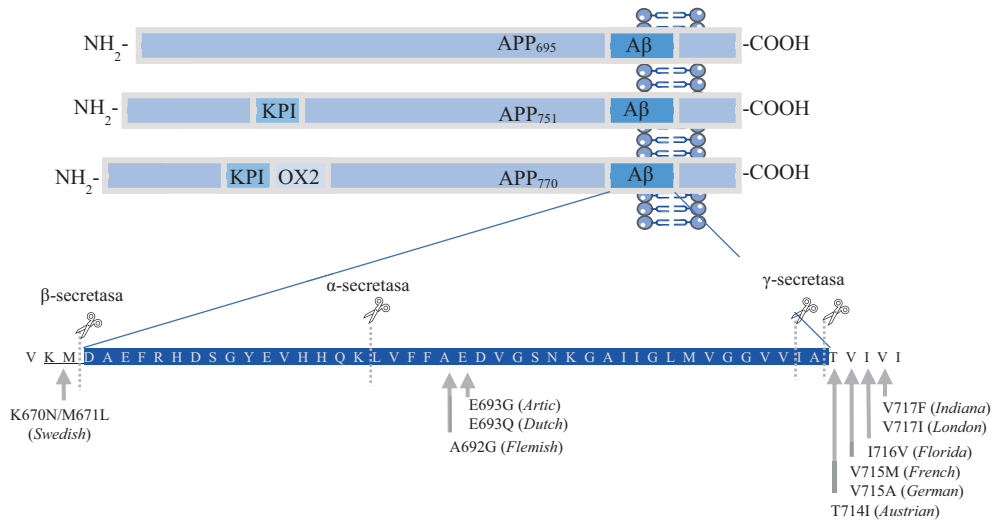 NH2- APP695 Aβ -COOH
NH2- KPI APP751 Aβ -COOH
NH2- KPI OX2 APP770 Aβ -COOH
β-secretasa α-secretasa γ-secretasa
V K M D A E F R H D S G Y E V H H Q K L V F F A E D V G S N K G A I I G L M V G G V V I A T V I V I
K670N/M671L
(Swedish)
E693G (Artic)
E693Q (Dutch)
A692G (Flemish)
V717F (Indiana)
V717I (London)
I716V (Florida)
V715M (French)
V715A (German)
T714I (Austrian)